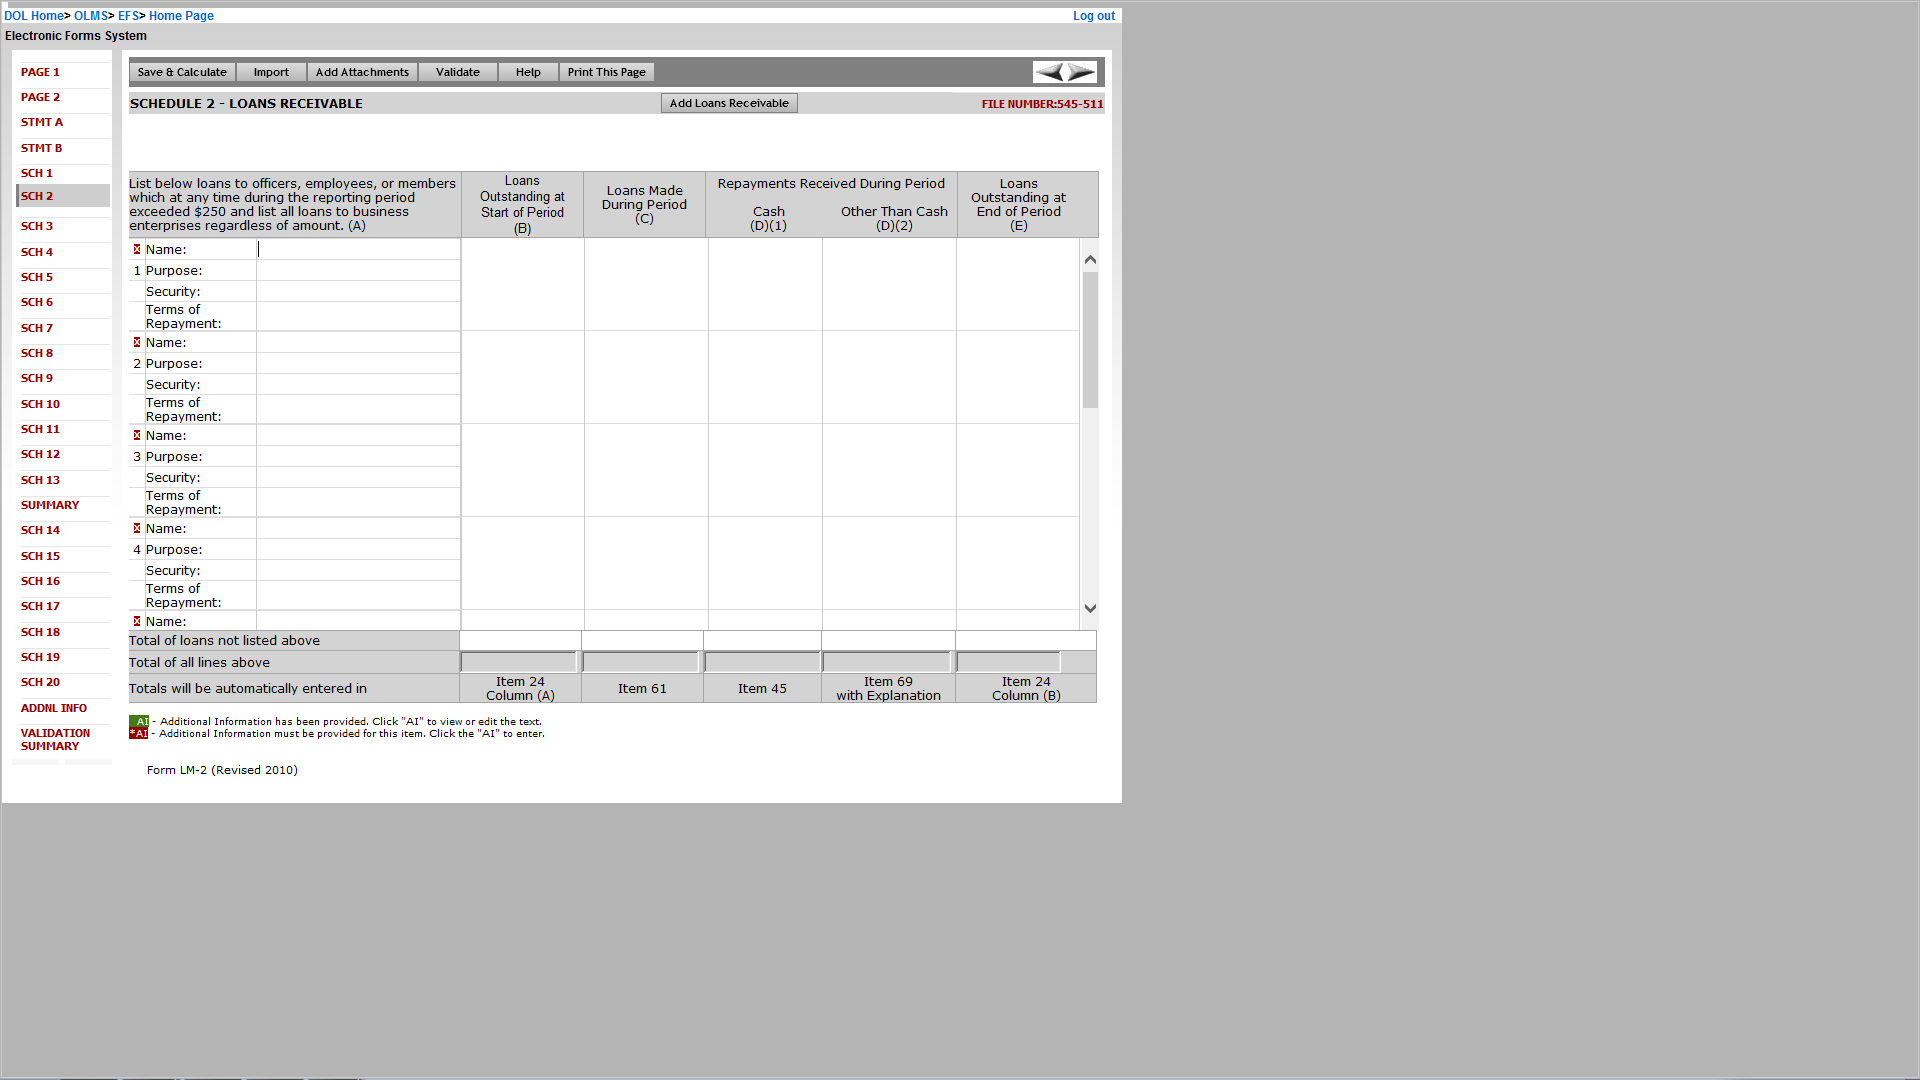 DOL Home> OLMS> EFS> Home Page
Log out
Electronic Forms System
PAGE 1
PAGE 2
STMT A
STMT B
SCH 1
SCH 2
SCH 3
SCH 4
SCH 5
SCH 6
SCH 7
SCH 8
SCH 9
SCH 10
SCH 11
SCH 12
SCH 13
SUMMARY
SCH 14
SCH 15
SCH 16
SCH 17
SCH 18
SCH 19
SCH 20
ADDNL INFO
VALIDATION
SUMMARY
Save & Calculate
Import
Add Attachments
Validate
Help
Print This Page
SCHEDULE 2 - LOANS RECEIVABLE
Add Loans Receivable
FILE NUMBER:545-511
List below loans to officers, employees, or members
which at any time during the reporting period
exceeded $250 and list all loans to business
enterprises regardless of amount. (A)
Loans
Outstanding at
Start of Period
(B)
Loans Made
During Period
(C)
Repayments Received During Period
Cash
(D)(1)
Other Than Cash
(D)(2)
Loans
Outstanding at
End of Period
(E)
x Name:
1 Purpose:
Security:
Terms of
Repayment:
x Name:
2 Purpose:
Security:
Terms of
Repayment:
x Name:
3 Purpose:
Security:
Terms of
Repayment:
x Name:
4 Purpose:
Security:
Terms of
Repayment:
x Name:
Total of loans not listed above
Total of all lines above
Totals will be automatically entered in
Item 24
Column (A)
Item 61
Item 45
Item 69
with Explanation
Item 24
Column (B)
AI - Additional Information has been provided. Click "AI" to view or edit the text.
*AI - Additional Information must be provided for this item. Click the "AI" to enter.
Form LM-2 (Revised 2010)